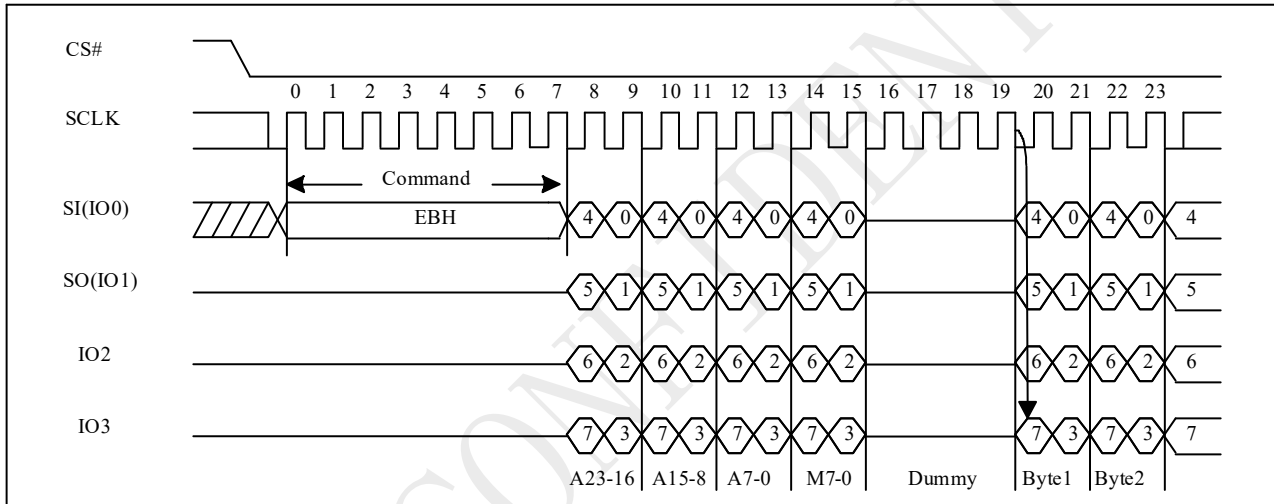 CS#
0 1 2 3 4 5 6 7 8 9 10 11 12 13 14 15 16 17 18 19 20 21 22 23
SCLK
Command
SI(IO0) EBH 4 0 4 0 4 0 4 0 4 0 4 0 4
SO(IO1) 5 1 5 1 5 1 5 1 5 1 5 1 5
IO2 6 2 6 2 6 2 6 2 6 2 6 2 6
IO3 7 3 7 3 7 3 7 3 7 3 7 3 7
A23-16 A15-8 A7-0 M7-0 Dummy Byte1 Byte2
CONFIDENT